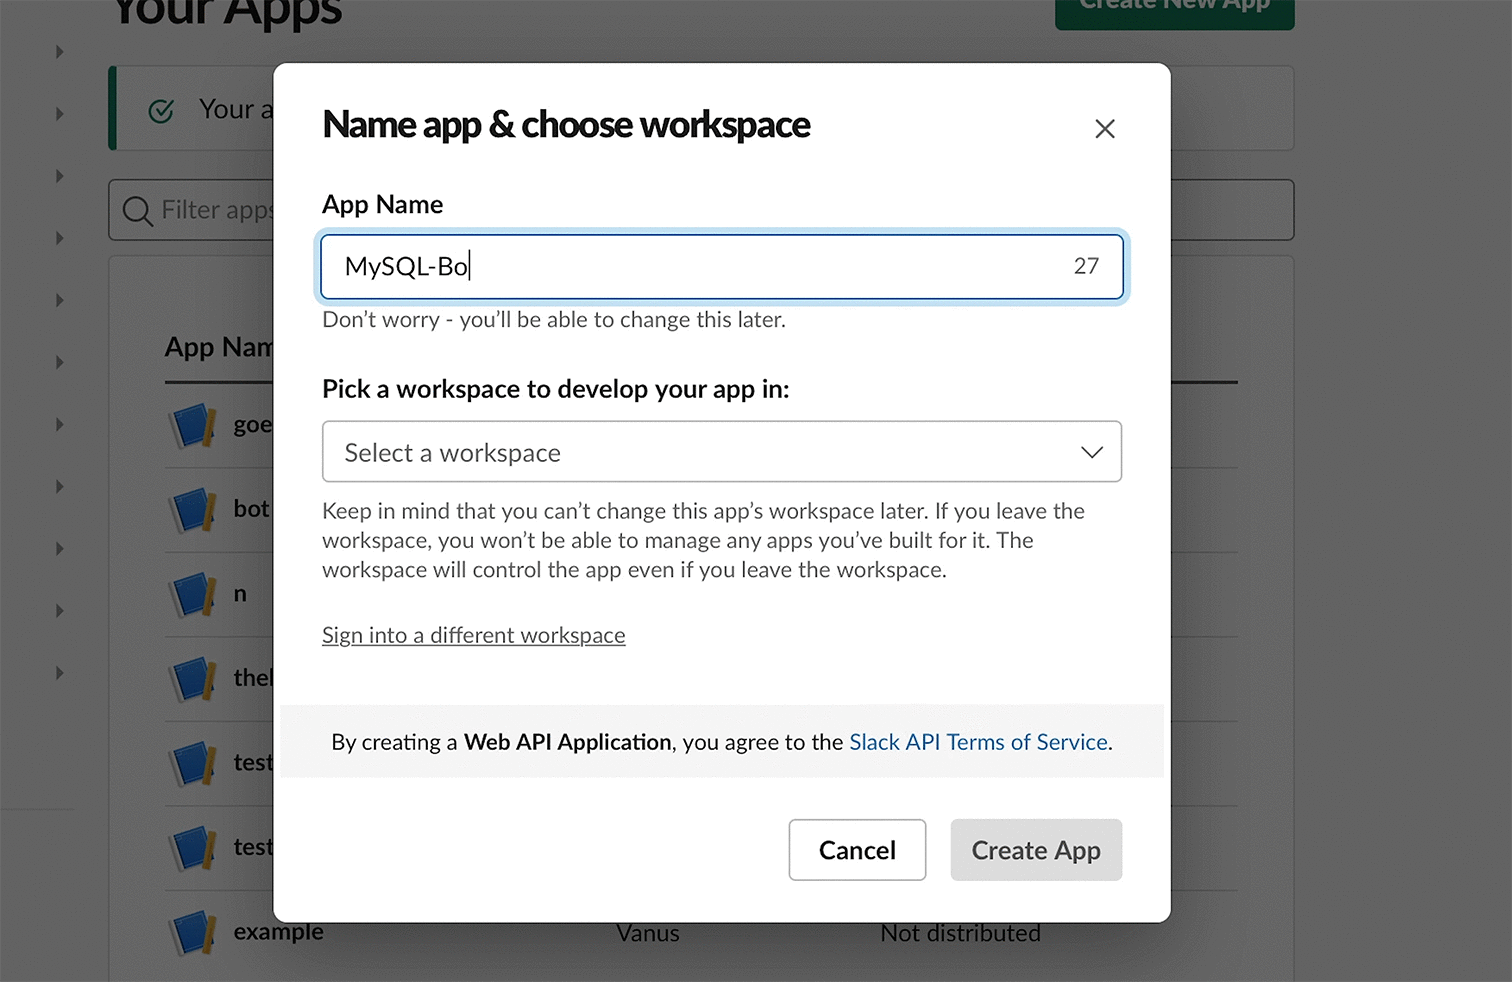 Your Apps
Create New App
Your a
Name app & choose workspace
App Name
Filter apps
MySQL-Bo
27
Don't worry - you'll be able to change this later.
App Nam
Pick a workspace to develop your app in:
goe
Select a workspace
bot
Keep in mind that you can't change this app's workspace later. If you leave the
workspace, you won't be able to manage any apps you've built for it. The
workspace will control the app even if you leave the workspace.
n
Sign into a different workspace
thel
By creating a Web API Application, you agree to the Slack API Terms of Service.
test
test
Cancel
Create App
example
Vanus
Not distributed